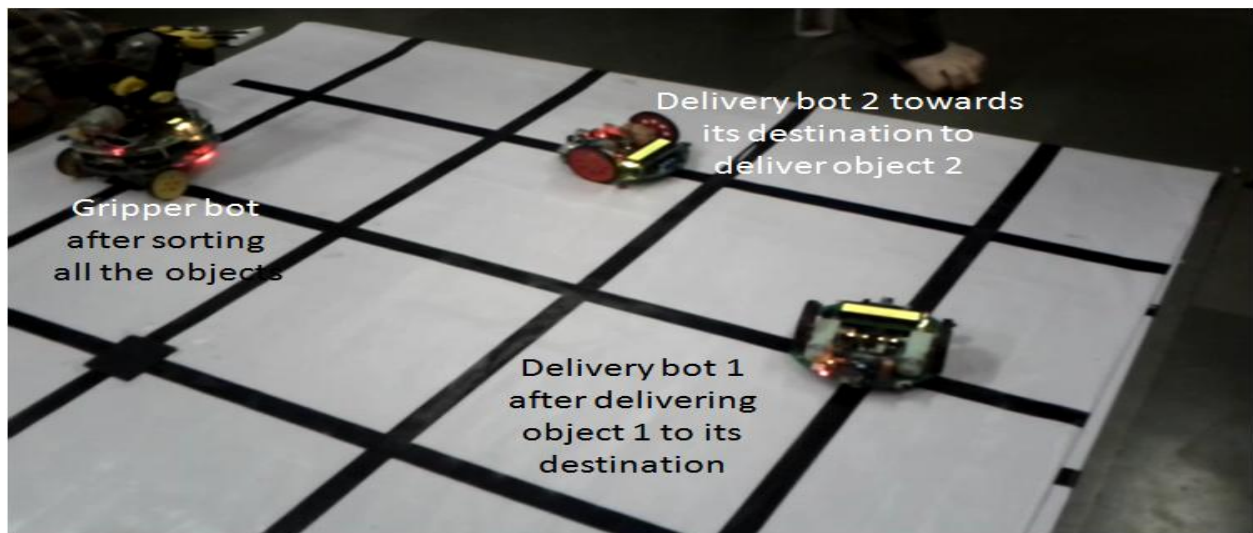 Delivery bot 2 towards
its destination to
deliver object 2
Gripper bot
after sorting
all the objects
Delivery bot 1
after delivering
object 1 to its
destination